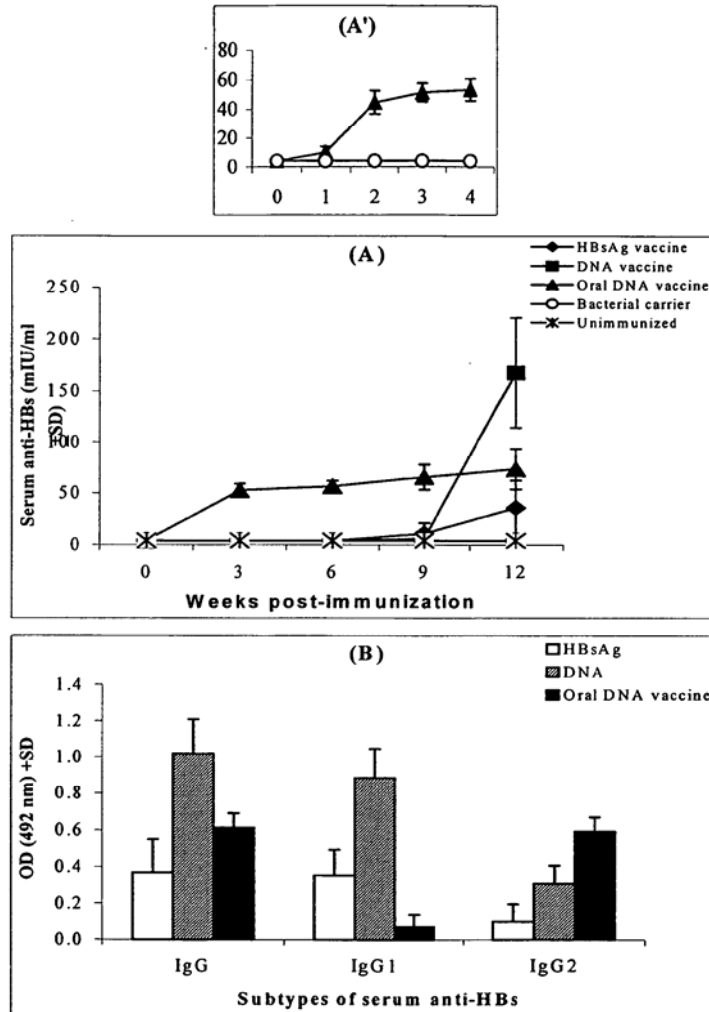 (A')
80
60
40
20
0
0 1 2 3 4
(A)
HBsAg vaccine
DNA vaccine
Oral DNA vaccine
Bacterial carrier
Unimmunized
250
200
150
100
50
0
Serum anti-HBs (mIU/ml
+SD)
0 3 6 9 12
Weeks post-immunization
(B)
HBsAg
DNA
Oral DNA vaccine
1.4
1.2
1.0
0.8
0.6
0.4
0.2
0.0
OD (492 nm) +SD
IgG IgG1 IgG2
Subtypes of serum anti-HBs